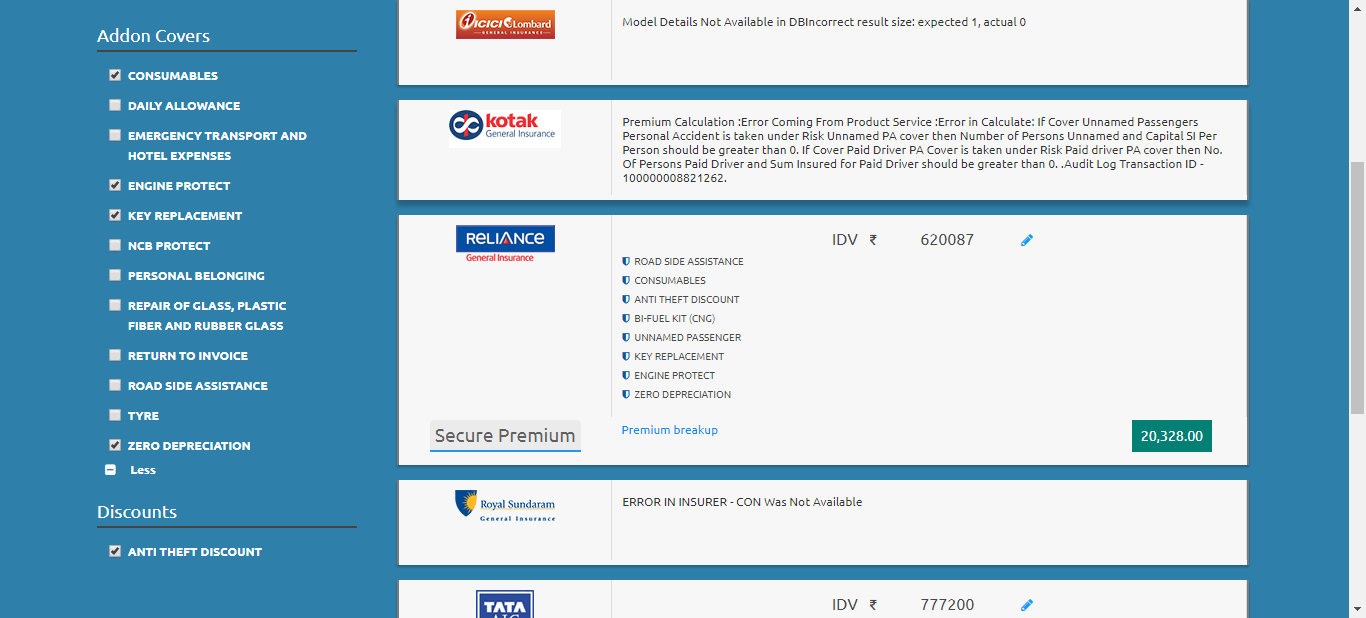 Addon Covers
CONSUMABLES
DAILY ALLOWANCE
EMERGENCY TRANSPORT AND
HOTEL EXPENSES
ENGINE PROTECT
KEY REPLACEMENT
NCB PROTECT
PERSONAL BELONGING
REPAIR OF GLASS, PLASTIC
FIBER AND RUBBER GLASS
RETURN TO INVOICE
ROAD SIDE ASSISTANCE
TYRE
ZERO DEPRECIATION
Less
Discounts
ANTI THEFT DISCOUNT
ICICI Lombard
GENERAL INSURANCE
Model Details Not Available in DBIncorrect result size: expected 1, actual 0
kotak
General Insurance
Premium Calculation :Error Coming From Product Service :Error in Calculate: If Cover Unnamed Passengers
Personal Accident is taken under Risk Unnamed PA cover then Number of Persons Unnamed and Capital SI Per
Person should be greater than 0. If Cover Paid Driver PA Cover is taken under Risk Paid driver PA cover then No.
Of Persons Paid Driver and Sum Insured for Paid Driver should be greater than 0. .Audit Log Transaction ID -
100000008821262.
RELIANCE
General Insurance
IDV ₹ 620087
ROAD SIDE ASSISTANCE
CONSUMABLES
ANTI THEFT DISCOUNT
BI-FUEL KIT (CNG)
UNNAMED PASSENGER
KEY REPLACEMENT
ENGINE PROTECT
ZERO DEPRECIATION
Secure Premium
Premium breakup
20,328.00
Royal Sundaram
General Insurance
ERROR IN INSURER - CON Was Not Available
TATA
AIG
IDV ₹ 777200